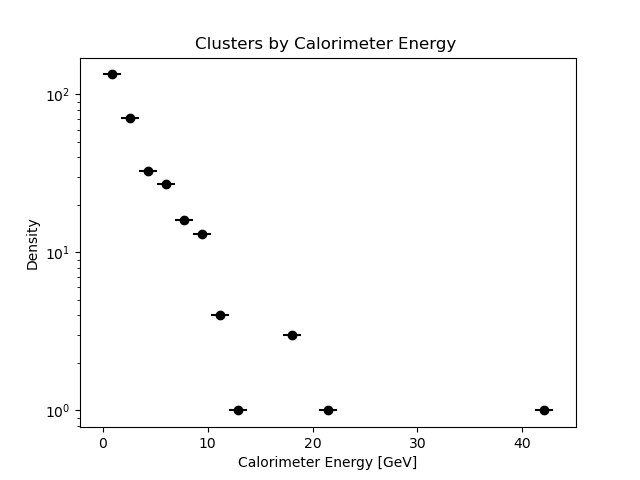 Clusters by Calorimeter Energy
Density
10²
10¹
10⁰
0 10 20 30 40
Calorimeter Energy [GeV]